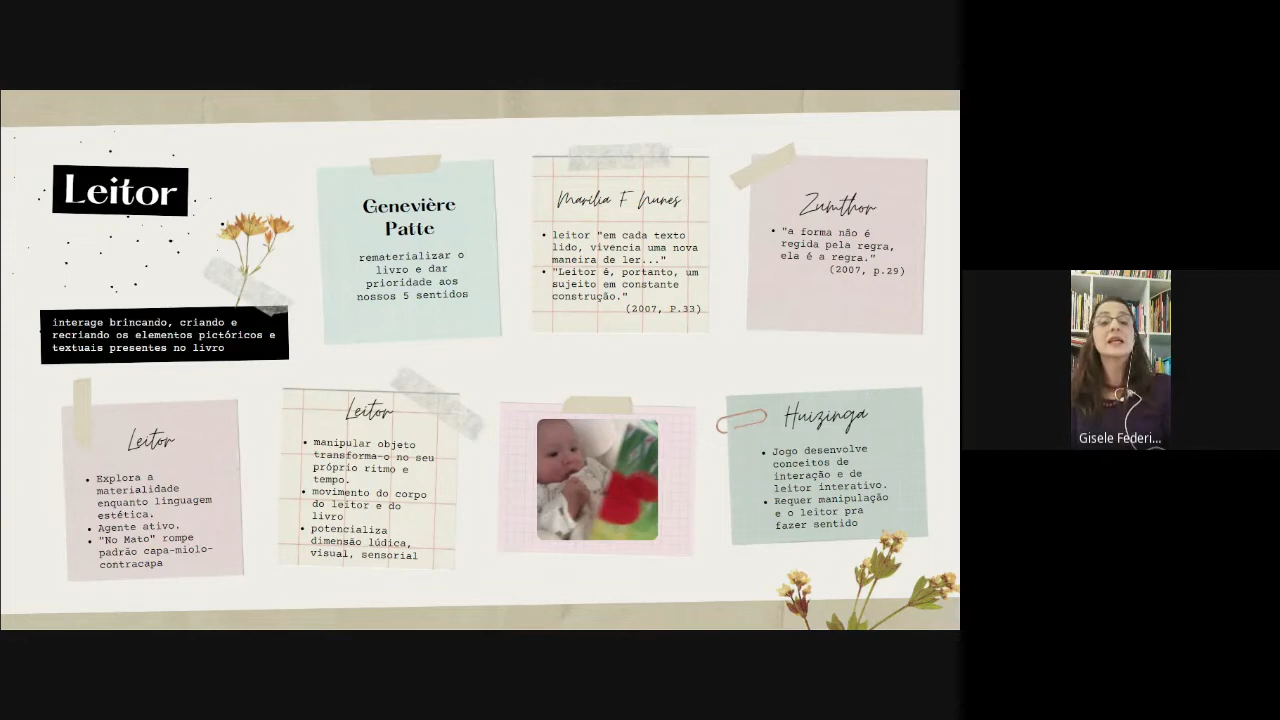 Leitor
interage brincando, criando e
recriando os elementos pictóricos e
textuais presentes no livro
Genevière
Patte
rematerializar o
livro e dar
prioridade aos
nossos 5 sentidos
Marilia F Nunes
• leitor "em cada texto
lido, vivencia uma nova
maneira de ler..."
• "Leitor é, portanto, um
sujeito em constante
construção."
(2007, P.33)
Zumthor
• "a forma não é
regida pela regra,
ela é a regra."
(2007, p.29)
Leitor
• Explora a
materialidade
enquanto linguagem
estética.
• Agente ativo.
• "No Mato" rompe
padrão capa-miolo-
contracapa
Leitor
• manipular objeto
transforma-o no seu
próprio ritmo e
tempo.
• movimento do corpo
do leitor e do
livro
• potencializa
dimensão lúdica,
visual, sensorial
Huizinga
• Jogo desenvolve
conceitos de
interação e de
leitor interativo.
• Requer manipulação
e o leitor pra
fazer sentido
Gisele Federi...